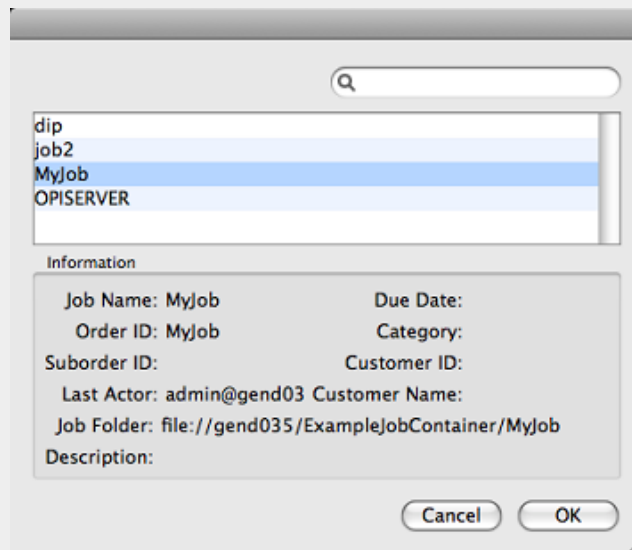 dip
job2
MyJob
OPISERVER
Information
Job Name: MyJob Due Date:
Order ID: MyJob Category:
Suborder ID: Customer ID:
Last Actor: admin@gend03 Customer Name:
Job Folder: file://gend035/ExampleJobContainer/MyJob
Description:
Cancel OK